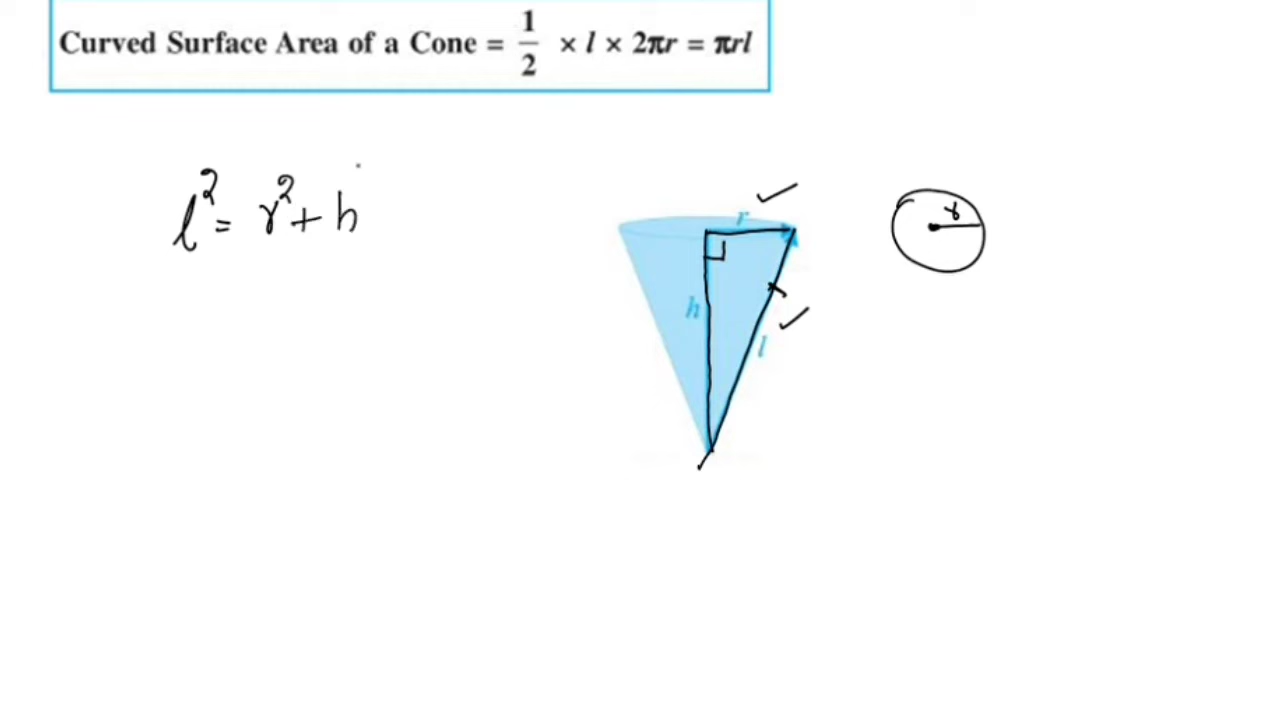 Curved Surface Area of a Cone = 1/2 × l × 2πr = πrl
l² = r² + h
r
r
h
l